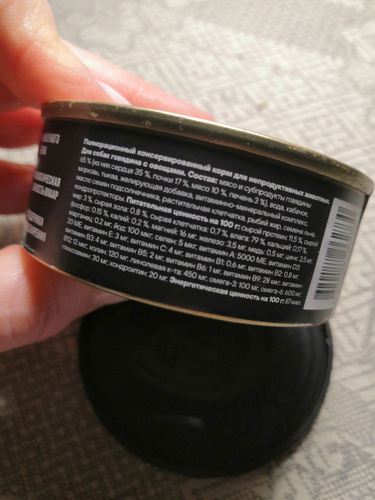 Полнорационный консервированный корм для непродуктивных животных.
Для собак говядина с овощами. Состав: мясо и субпродукты говяжьи
65 % (из них сердце 35 %, почки 17 %, мясо 10 %, печень 3 %), вода, кабачок,
морковь, тыква, желирующая добавка, витаминно-минеральный комплекс,
масло семян подсолнечника, растительная клетчатка, рыбий жир, семена льна,
хондропротекторы. Питательная ценность на 100 г: сырой протеин: 11,5 %, сырой
жир: 3 %, сырая зола: 0,8 %, сырая клетчатка: 0,7 %, влага: 79 %, кальций: 0,27 %,
фосфор: 0,5 %, калий: 0,2 %, магний: 16 мг, железо: 3,5 мг, медь: 0,5 мг, цинк: 2,5 мг,
марганец: 0,2 мг, йод: 100 мкг, селен: 5 мкг, витамин А: 5000 МЕ, витамин D3:
20 МЕ, витамин Е: 3 мг, витамин С: 4 мг, витамин В1: 0,6 мг, витамин В2: 0,8 мг,
витамин В3: 4 мг, витамин В5: 2 мг, витамин В6: 1 мг, витамин В9: 28 мкг, витамин
В12: 12 мкг, холин: 120 мг, линолевая к-та: 450 мг, омега-3: 100 мг, омега-6: 600 мг,
глюкозамин: 30 мг, хондроитин: 20 мг. Энергетическая ценность на 100 г: 87 ккал.